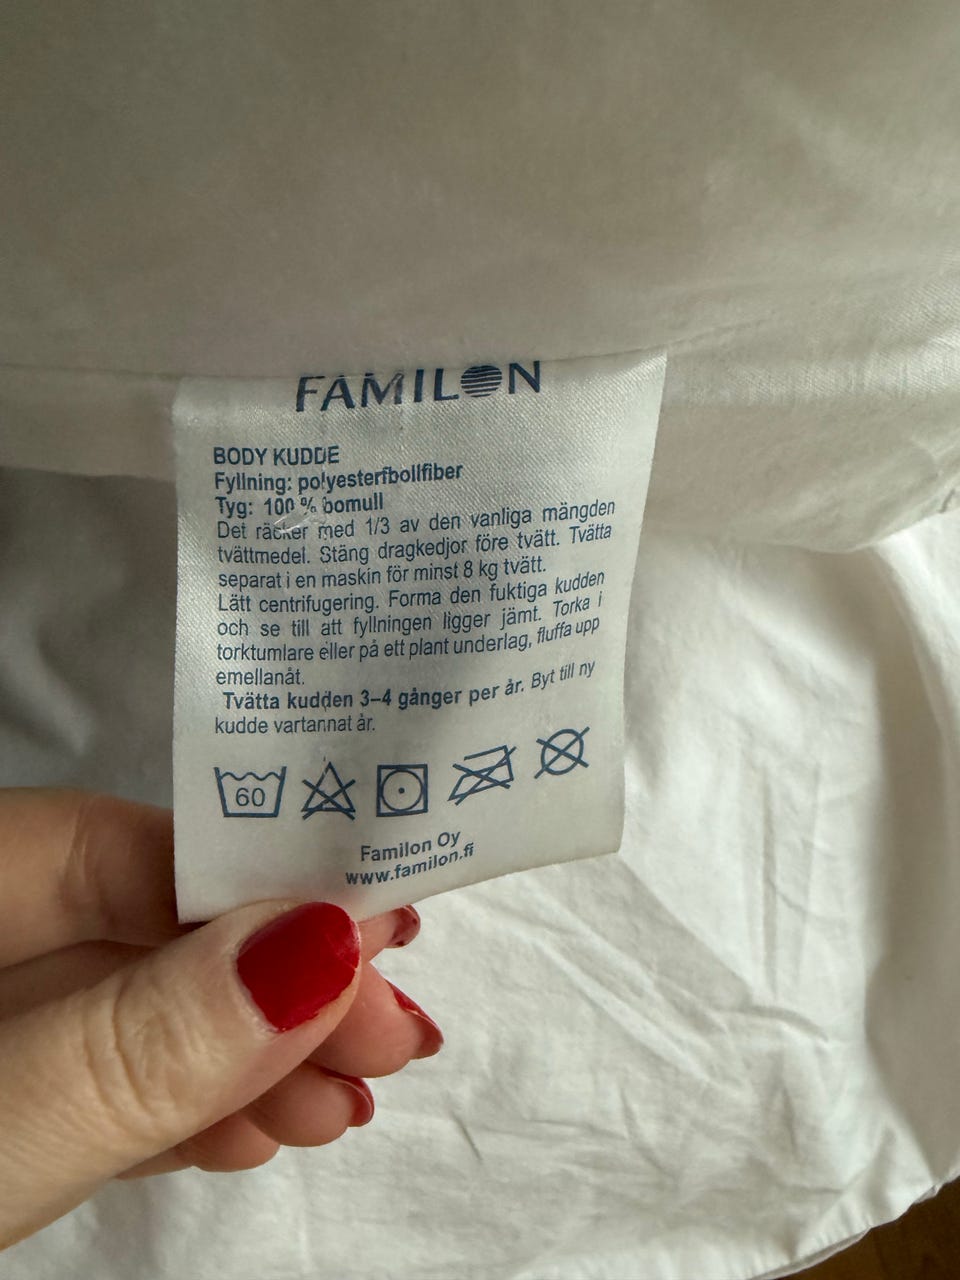 FAMILON
BODY KUDDE
Fyllning: polyesterfbollfiber
Tyg: 100 % bomull
Det räcker med 1/3 av den vanliga mängden
tvättmedel. Stäng dragkedjor före tvätt. Tvätta
separat i en maskin för minst 8 kg tvätt.
Lätt centrifugering. Forma den fuktiga kudden
och se till att fyllningen ligger jämt. Torka i
torktumlare eller på ett plant underlag, fluffa upp
emellanåt.
Tvätta kudden 3–4 gånger per år. Byt till ny
kudde vartannat år.
60
Familon Oy
www.familon.fi